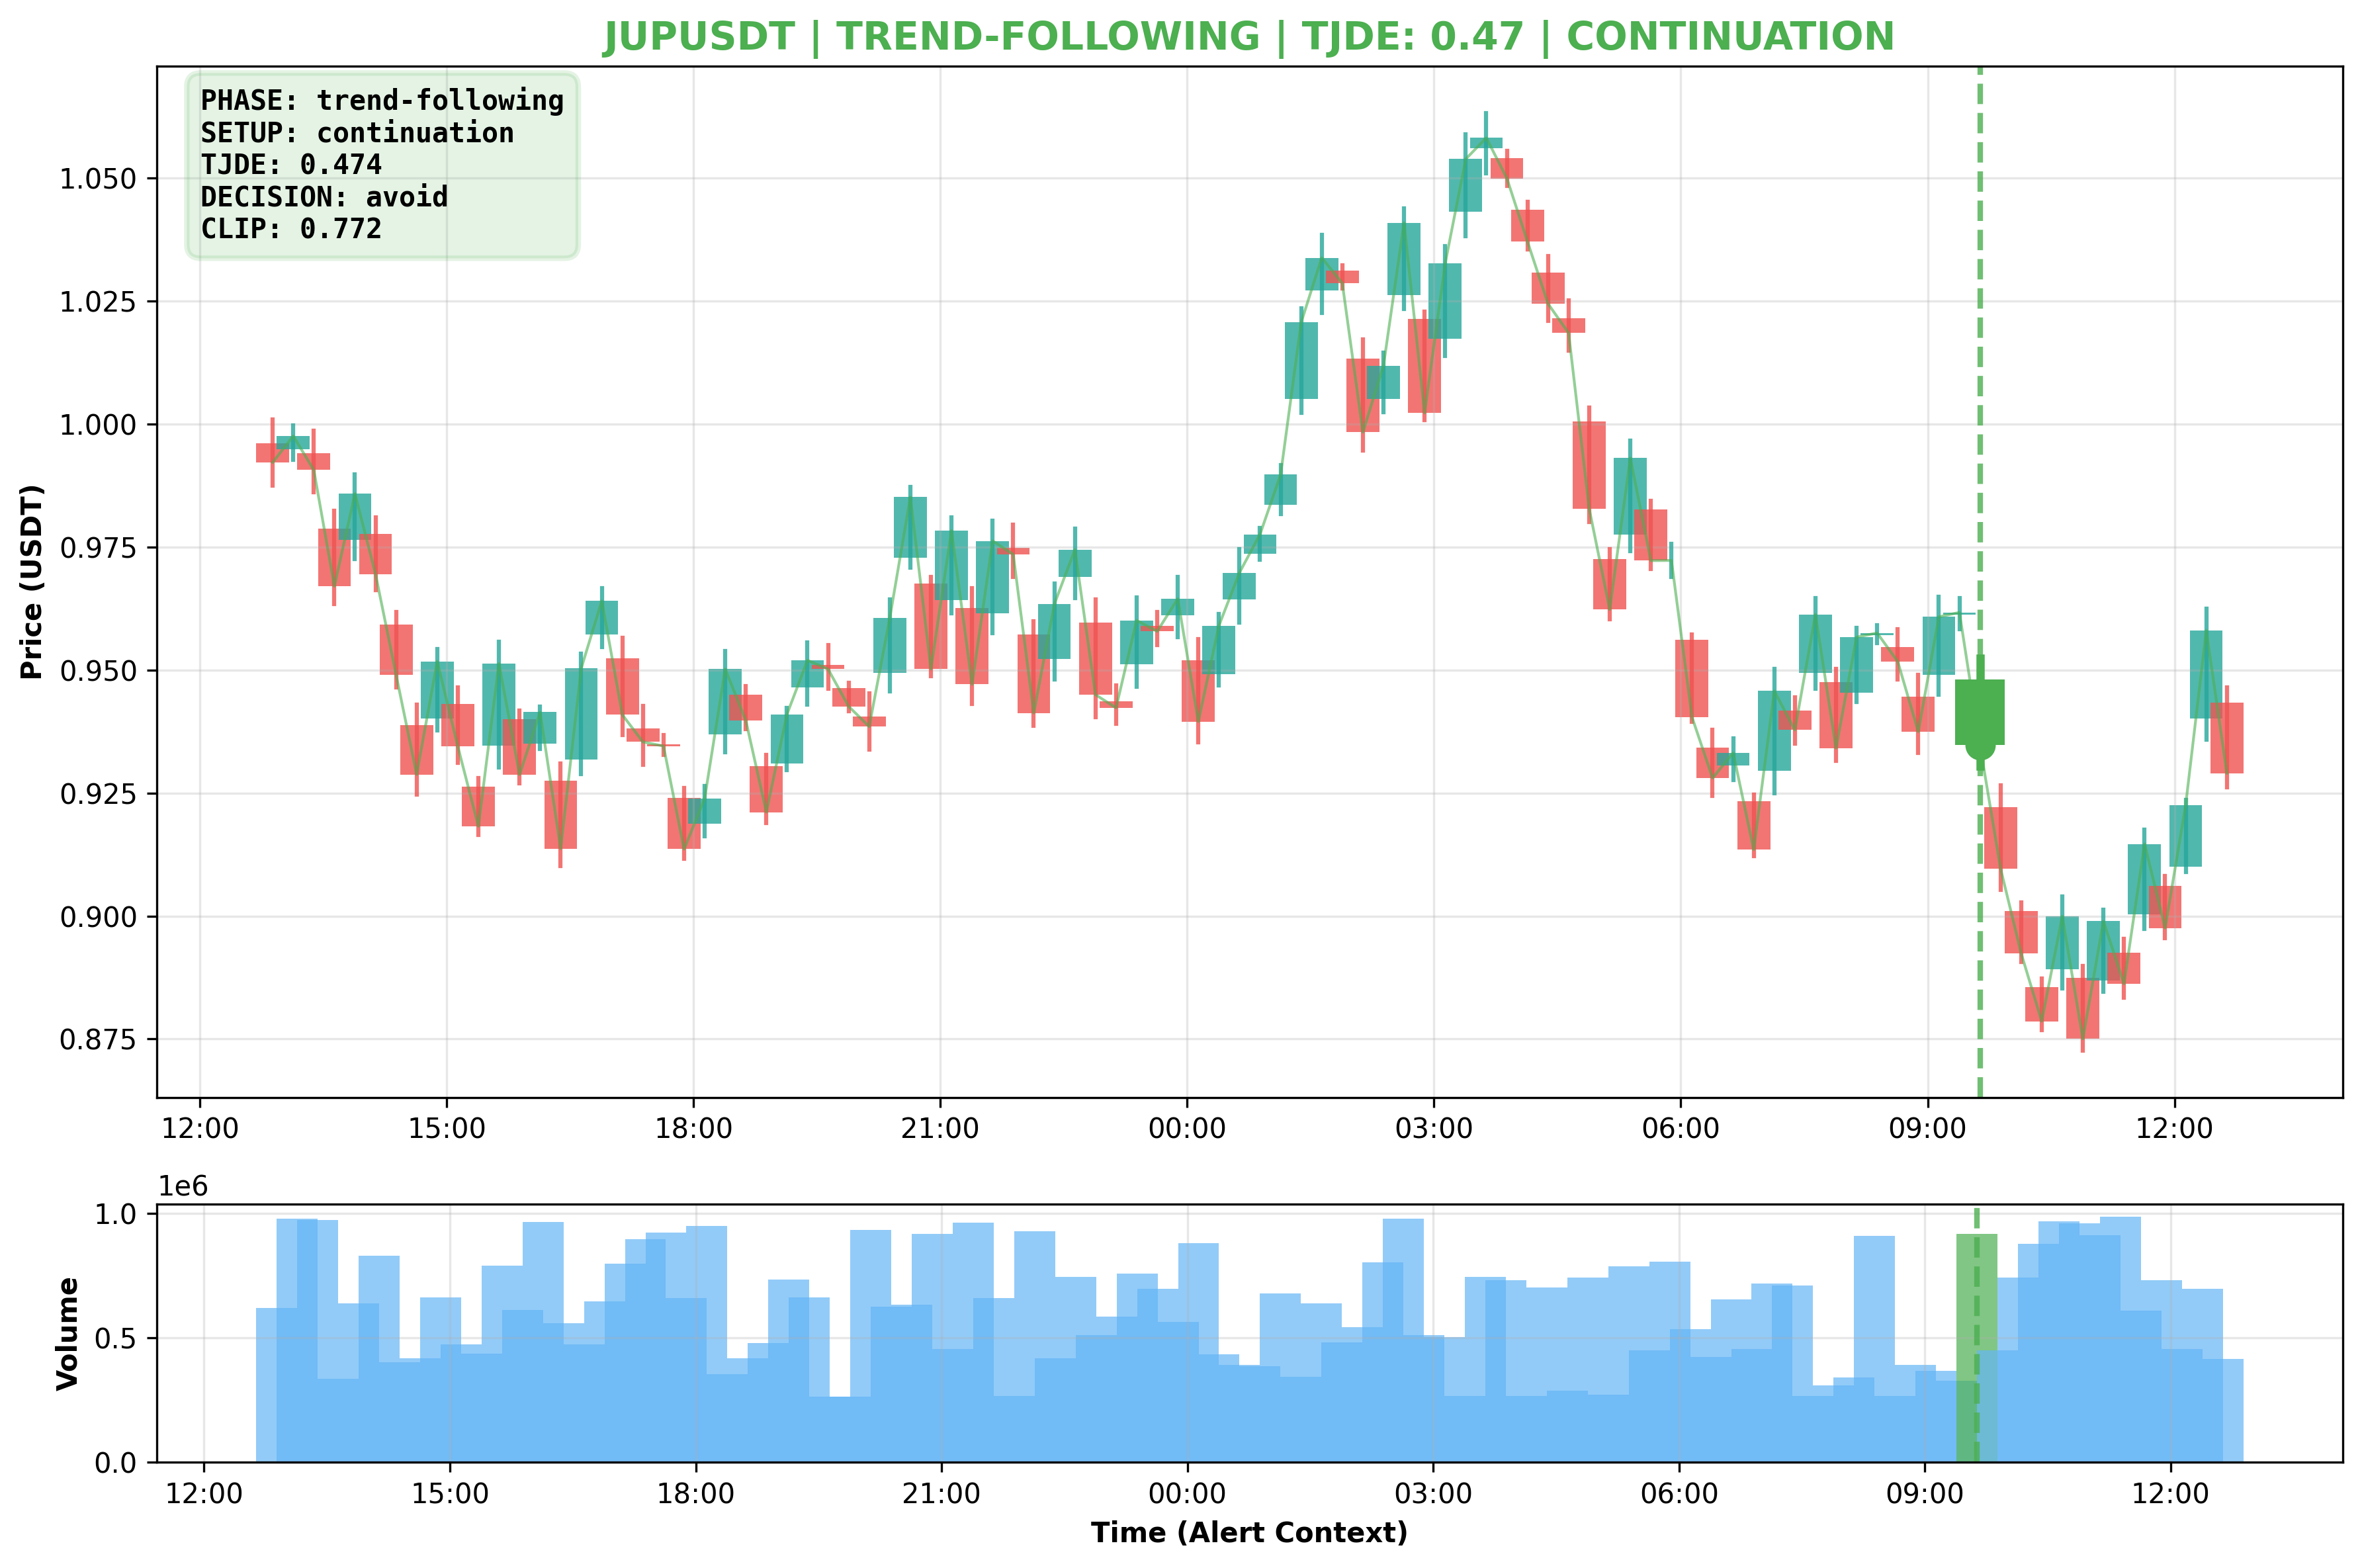 JUPUSDT | TREND-FOLLOWING | TJDE: 0.47 | CONTINUATION
PHASE: trend-following
SETUP: continuation
TJDE: 0.474
DECISION: avoid
CLIP: 0.772
Price (USDT)
1.050
1.025
1.000
0.975
0.950
0.925
0.900
0.875
12:00 15:00 18:00 21:00 00:00 03:00 06:00 09:00 12:00
1e6
Volume
1.0
0.5
0.0
12:00 15:00 18:00 21:00 00:00 03:00 06:00 09:00 12:00
Time (Alert Context)